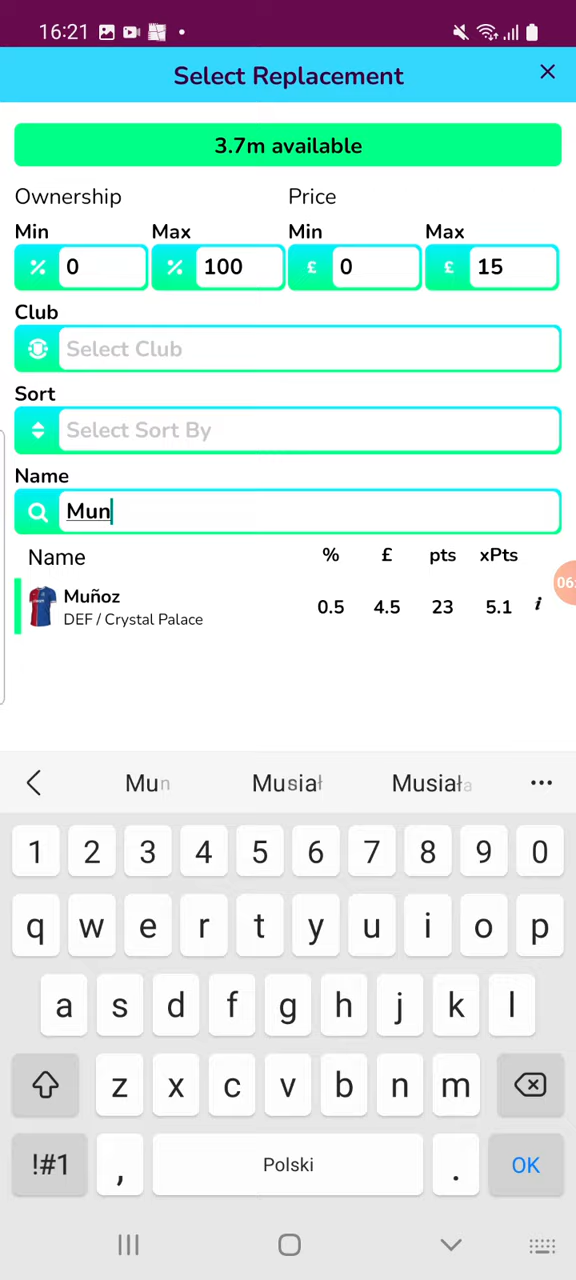 16:21
Select Replacement
3.7m available
Ownership Price
Min Max Min Max
% 0 % 100 £ 0 £ 15
Club
Select Club
Sort
Select Sort By
Name
Mun
Name % £ pts xPts
Muñoz
DEF / Crystal Palace 0.5 4.5 23 5.1 i
06:
Mun Musiał Musiała
1 2 3 4 5 6 7 8 9 0
q w e r t y u i o p
a s d f g h j k l
z x c v b n m
!#1 , Polski . OK